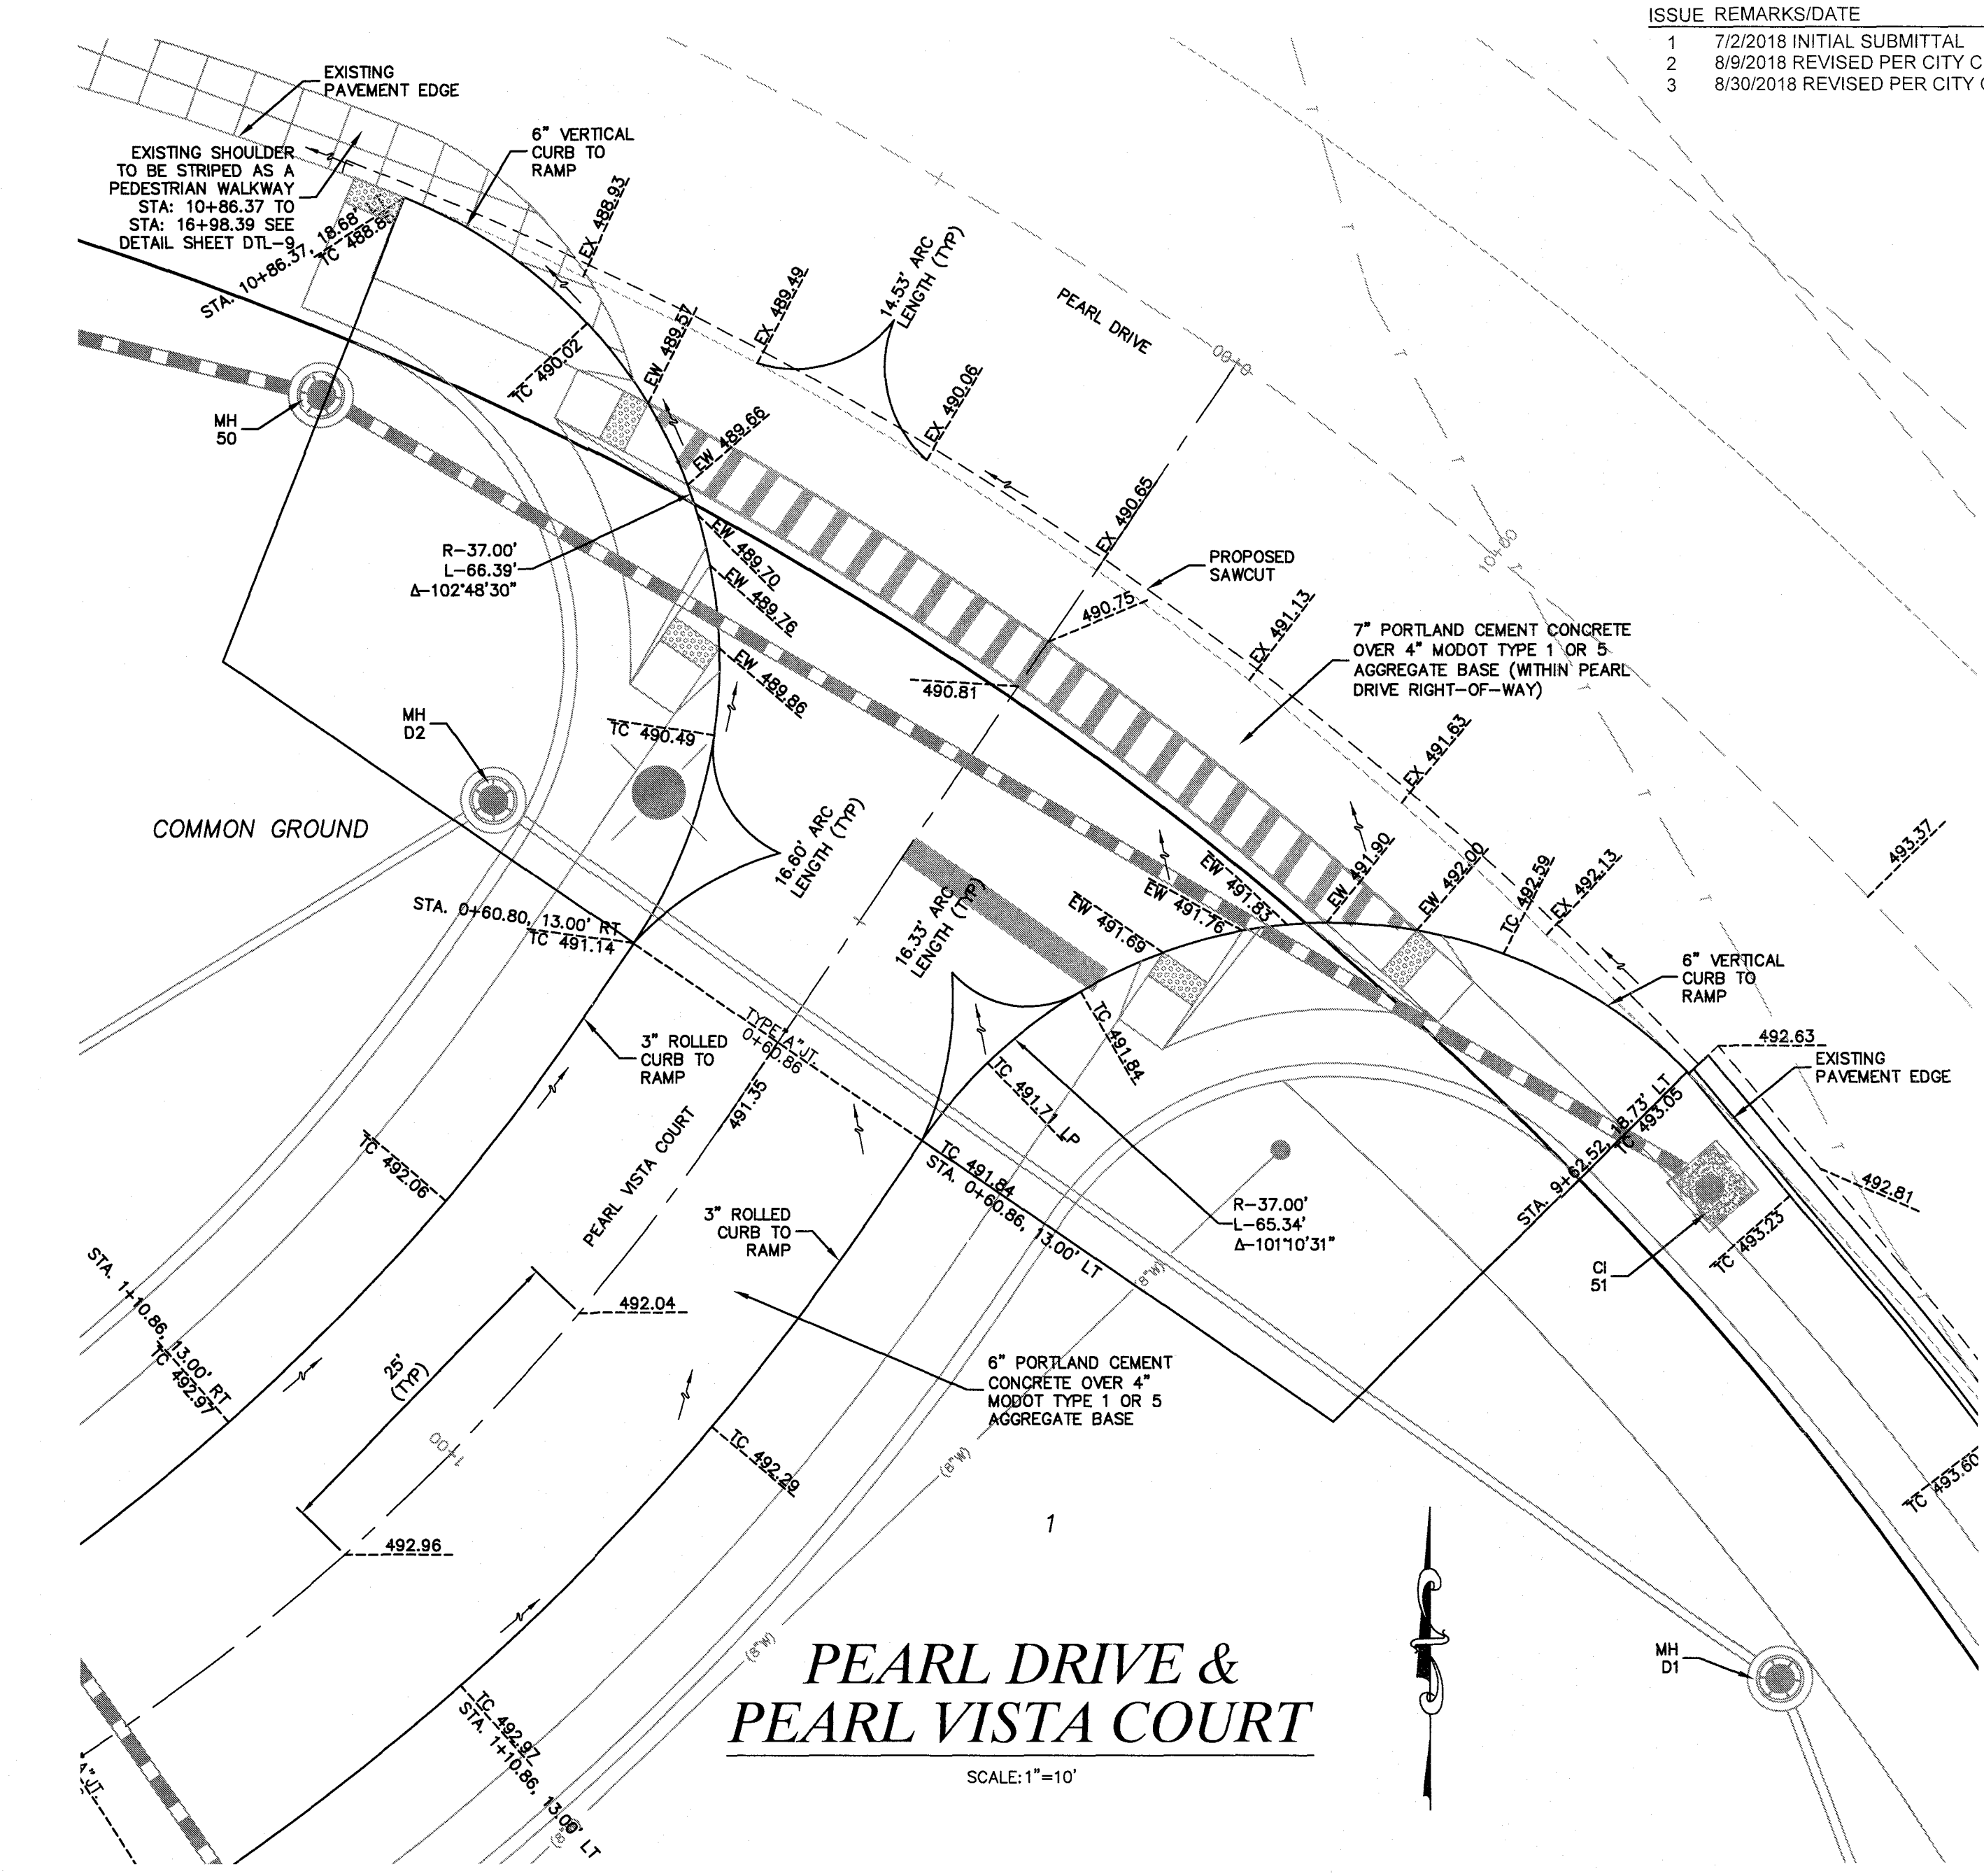 ISSUE REMARKS/DATE
1 7/2/2018 INITIAL SUBMITTAL
2 8/9/2018 REVISED PER CITY C
3 8/30/2018 REVISED PER CITY
EXISTING
PAVEMENT EDGE
6" VERTICAL
CURB TO
RAMP
EXISTING SHOULDER
TO BE STRIPED AS A
PEDESTRIAN WALKWAY
STA: 10+86.37 TO
STA: 16+98.39 SEE
DETAIL SHEET DTL-9
STA. 10+86.37, 18.68'
TC 488.8
EX 488.93
EX 489.49
14.53' ARC
LENGTH (TYP)
PEARL DRIVE
0+00
EX 490.06
EW 489.57
TC 490.02
EW 489.66
MH
50
EX 490.65
10+00
R-37.00'
L-66.39'
Δ-102°48'30"
EW 489.70
EW 489.76
EW 489.86
PROPOSED
SAWCUT
490.75
EX 491.13
7" PORTLAND CEMENT CONCRETE
OVER 4" MODOT TYPE 1 OR 5
AGGREGATE BASE (WITHIN PEARL
DRIVE RIGHT-OF-WAY)
490.81
MH
D2
TC 490.49
EX 491.63
COMMON GROUND
16.60' ARC
LENGTH (TYP)
493.37
EW 491.83
EW 491.76
EW 491.69
EW 491.90
EW 492.00
TC 492.59
EX 492.13
STA. 0+60.80, 13.00' RT
TC 491.14
16.33' ARC
LENGTH (TYP)
6" VERTICAL
CURB TO
RAMP
TYPE "A" JT.
0+60.86
3" ROLLED
CURB TO
RAMP
TC 491.84
492.63
EXISTING
PAVEMENT EDGE
491.35
TC 491.71 LP
TC 492.06
PEARL VISTA COURT
TC 491.84
STA. 0+60.86, 13.00' LT
STA. 9+62.52, 18.73' LT
TC 493.05
492.81
3" ROLLED
CURB TO
RAMP
R-37.00'
L-65.34'
Δ-101°10'31"
TC 493.23
CI
51
(8"W)
STA. 1+10.86, 13.00' RT
TC 492.97
492.04
25'
(TYP)
6" PORTLAND CEMENT
CONCRETE OVER 4"
MODOT TYPE 1 OR 5
AGGREGATE BASE
1+00
TC 492.29
(8"W)
TC 493.60
1
492.96
(8"W)
MH
D1
PEARL DRIVE &
PEARL VISTA COURT
SCALE: 1"=10'
TC 492.97
STA. 1+10.86, 13.00' LT
JT.